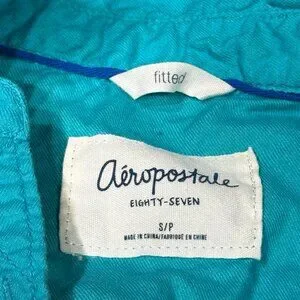 fitted
aéropostale
EIGHTY-SEVEN
S/P
MADE IN CHINA/FABRIQUÉ EN CHINE